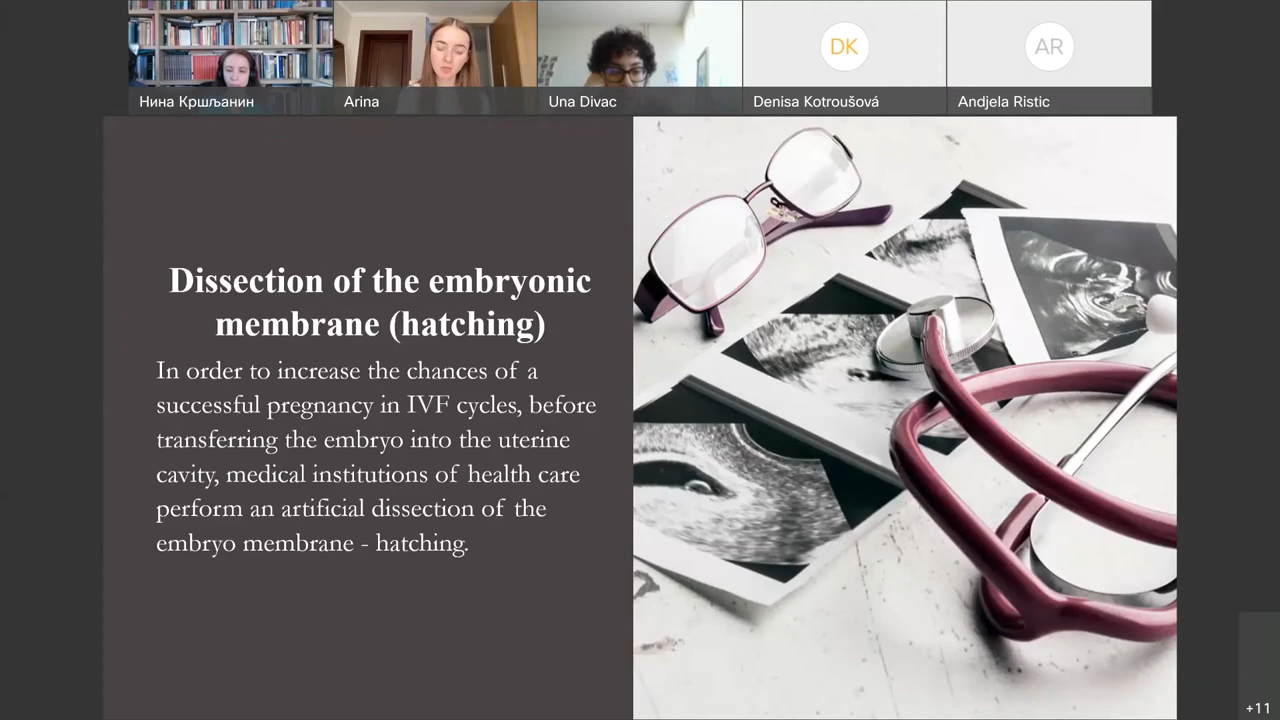 Нина Кршљанин
Arina
Una Divac
DK
Denisa Kotroušová
AR
Andjela Ristic
Dissection of the embryonic
membrane (hatching)
In order to increase the chances of a
successful pregnancy in IVF cycles, before
transferring the embryo into the uterine
cavity, medical institutions of health care
perform an artificial dissection of the
embryo membrane - hatching.
+11